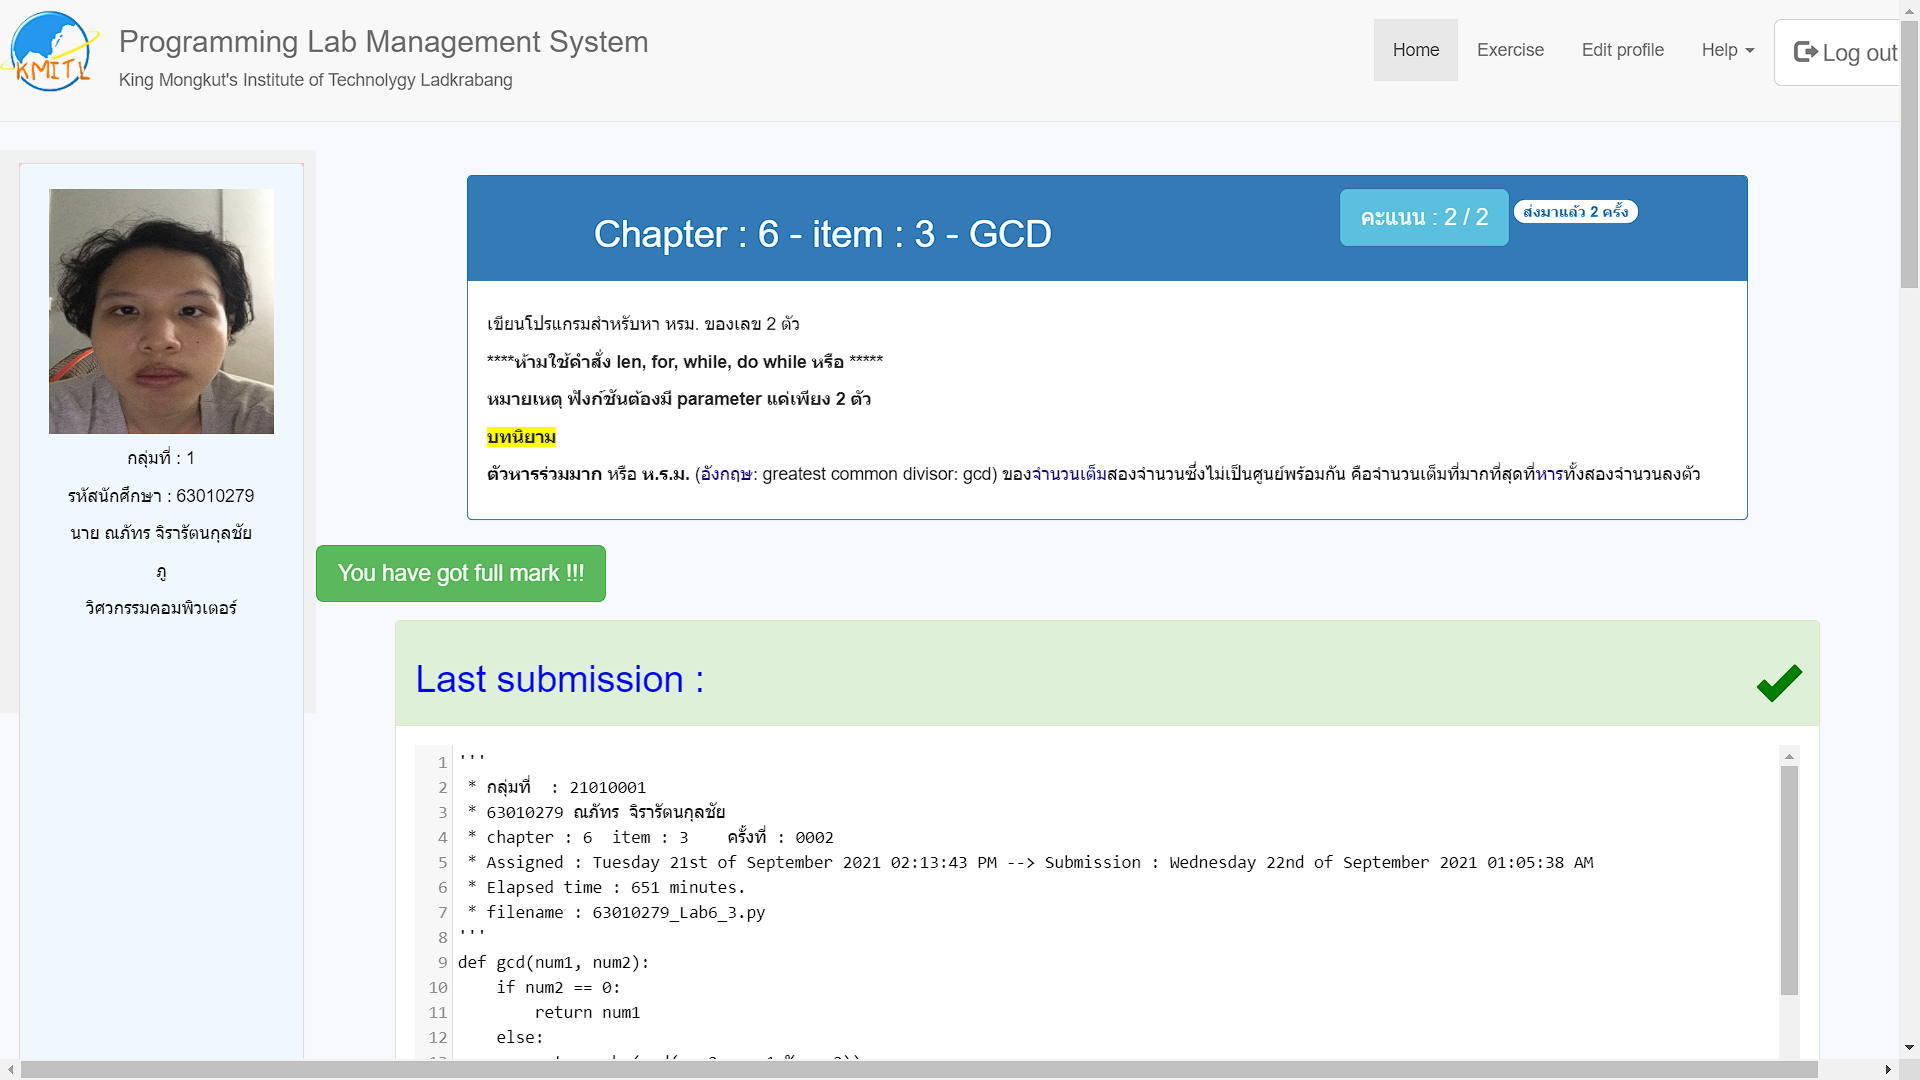 KMITL
Programming Lab Management System
King Mongkut's Institute of Technolygy Ladkrabang
Home
Exercise
Edit profile
Help
Log out
กลุ่มที่ : 1
รหัสนักศึกษา : 63010279
นาย ณภัทร จิรารัตนกุลชัย
ภู
วิศวกรรมคอมพิวเตอร์
Chapter : 6 - item : 3 - GCD
คะแนน : 2 / 2
ส่งมาแล้ว 2 ครั้ง
เขียนโปรแกรมสำหรับหา หรม. ของเลข 2 ตัว
****ห้ามใช้คำสั่ง len, for, while, do while หรือ *****
หมายเหตุ ฟังก์ชันต้องมี parameter แค่เพียง 2 ตัว
บทนิยาม
ตัวหารร่วมมาก หรือ ห.ร.ม. (อังกฤษ: greatest common divisor: gcd) ของจำนวนเต็มสองจำนวนซึ่งไม่เป็นศูนย์พร้อมกัน คือจำนวนเต็มที่มากที่สุดที่หารทั้งสองจำนวนลงตัว
You have got full mark !!!
Last submission :
1 '''
2 * กลุ่มที่ : 21010001
3 * 63010279 ณภัทร จิรารัตนกุลชัย
4 * chapter : 6 item : 3 ครั้งที่ : 0002
5 * Assigned : Tuesday 21st of September 2021 02:13:43 PM --> Submission : Wednesday 22nd of September 2021 01:05:38 AM
6 * Elapsed time : 651 minutes.
7 * filename : 63010279_Lab6_3.py
8 '''
9 def gcd(num1, num2):
10 if num2 == 0:
11 return num1
12 else: